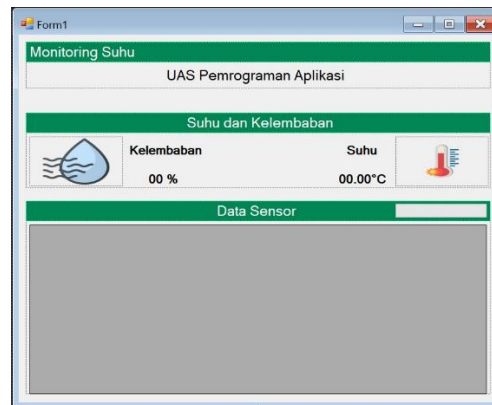 Form1
Monitoring Suhu
UAS Pemrograman Aplikasi
Suhu dan Kelembaban
Kelembaban Suhu
00 % 00.00°C
Data Sensor